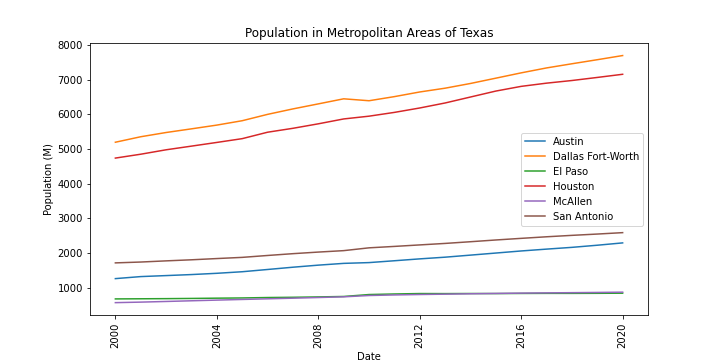 Population in Metropolitan Areas of Texas
Population (M)
8000
7000
6000
5000
4000
3000
2000
1000
Austin
Dallas Fort-Worth
El Paso
Houston
McAllen
San Antonio
2000
2004
2008
2012
2016
2020
Date